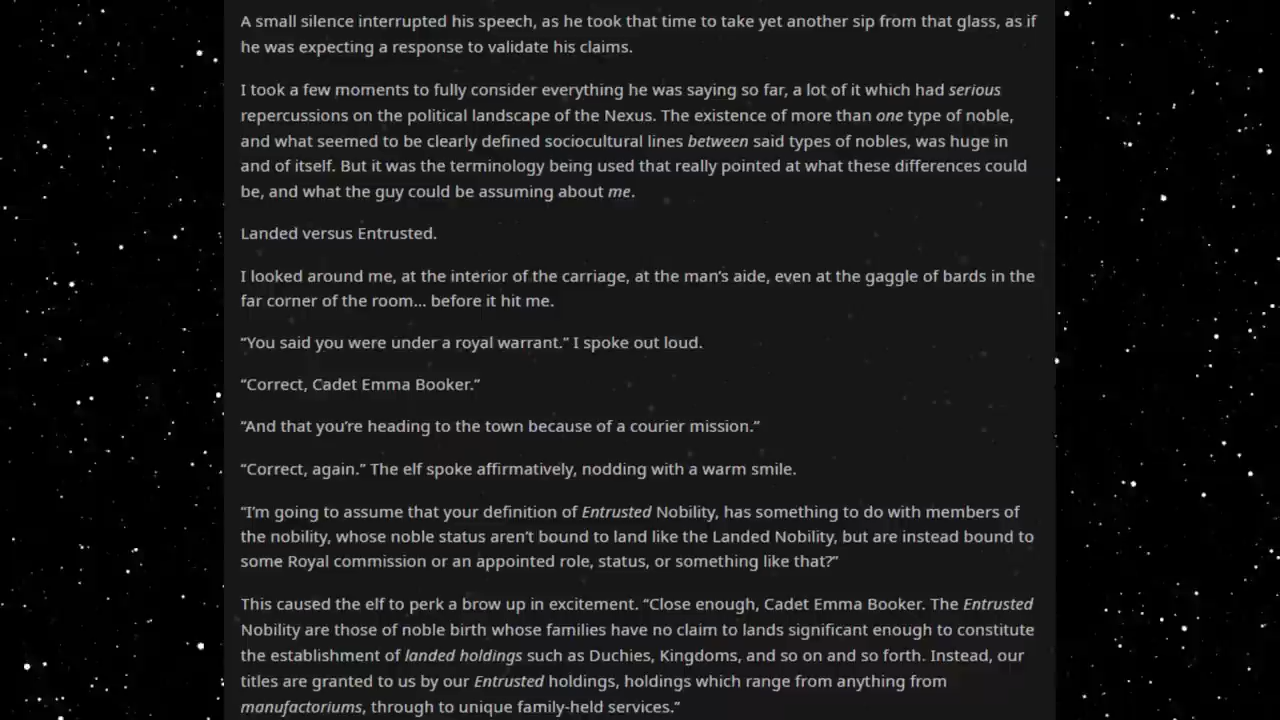 A small silence interrupted his speech, as he took that time to take yet another sip from that glass, as if
he was expecting a response to validate his claims.
I took a few moments to fully consider everything he was saying so far, a lot of it which had serious
repercussions on the political landscape of the Nexus. The existence of more than one type of noble,
and what seemed to be clearly defined sociocultural lines between said types of nobles, was huge in
and of itself. But it was the terminology being used that really pointed at what these differences could
be, and what the guy could be assuming about me.
Landed versus Entrusted.
I looked around me, at the interior of the carriage, at the man’s aide, even at the gaggle of bards in the
far corner of the room… before it hit me.
“You said you were under a royal warrant.” I spoke out loud.
“Correct, Cadet Emma Booker.”
“And that you’re heading to the town because of a courier mission.”
“Correct, again.” The elf spoke affirmatively, nodding with a warm smile.
“I’m going to assume that your definition of Entrusted Nobility, has something to do with members of
the nobility, whose noble status aren’t bound to land like the Landed Nobility, but are instead bound to
some Royal commission or an appointed role, status, or something like that?”
This caused the elf to perk a brow up in excitement. “Close enough, Cadet Emma Booker. The Entrusted
Nobility are those of noble birth whose families have no claim to lands significant enough to constitute
the establishment of landed holdings such as Duchies, Kingdoms, and so on and so forth. Instead, our
titles are granted to us by our Entrusted holdings, holdings which range from anything from
manufactoriums, through to unique family-held services.”